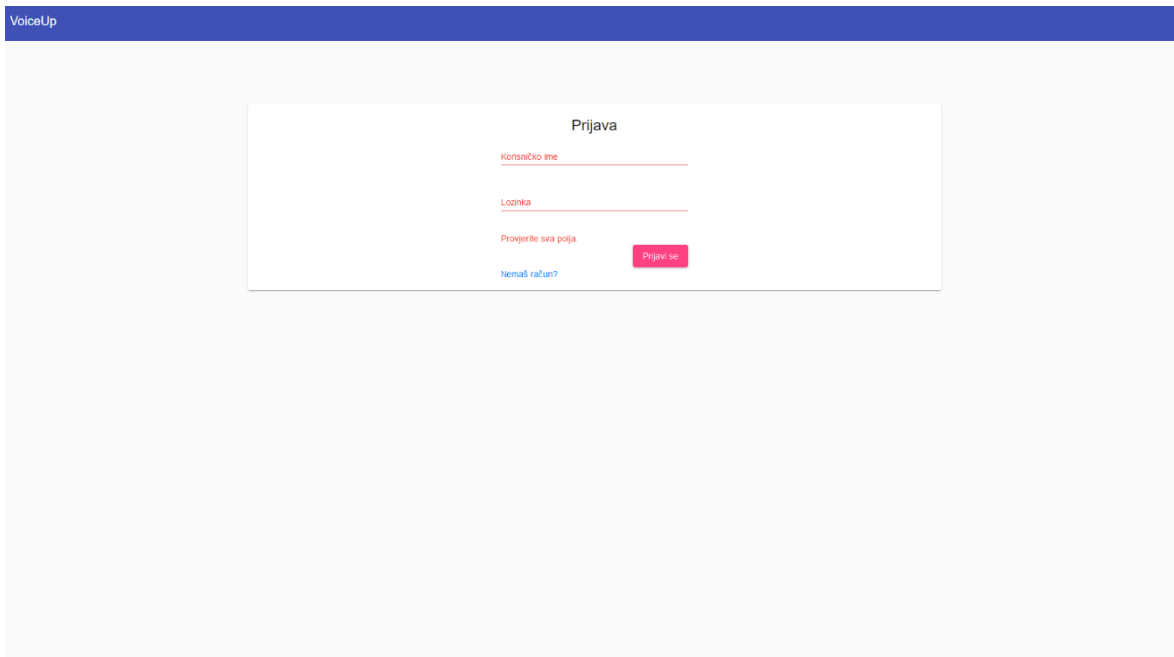 VoiceUp
Prijava
Korisničko ime
Lozinka
Provjerite sva polja.
Prijavi se
Nemaš račun?